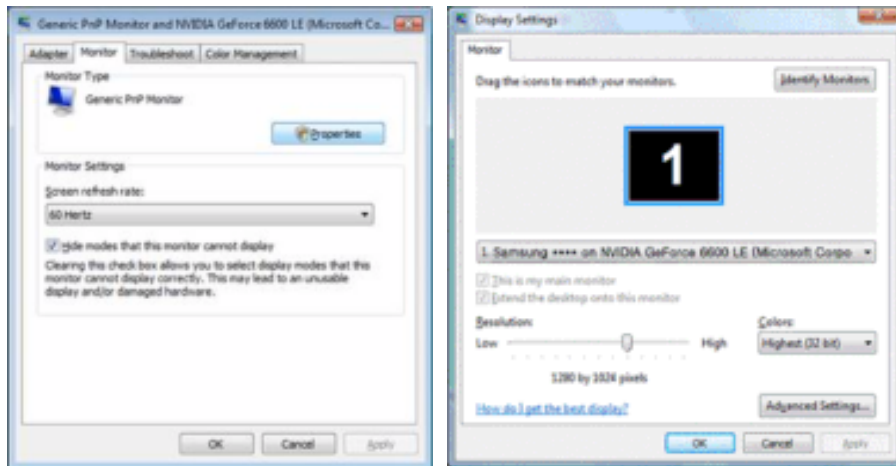 Generic PnP Monitor and NVIDIA GeForce 6600 LE (Microsoft Co...
Adapter Monitor Troubleshoot Color Management
Monitor Type
Generic PnP Monitor
Properties
Monitor Settings
Screen refresh rate:
60 Hertz
Hide modes that this monitor cannot display
Clearing this check box allows you to select display modes that this
monitor cannot display correctly. This may lead to an unusable
display and/or damaged hardware.
OK Cancel Apply
Display Settings
Monitor
Drag the icons to match your monitors.
Identify Monitors
1
1. Samsung **** on NVIDIA GeForce 6600 LE (Microsoft Corpo
This is my main monitor
Extend the desktop onto this monitor
Resolution:
Low High
1280 by 1024 pixels
Colors:
Highest (32 bit)
How do I get the best display?
Advanced Settings...
OK Cancel Apply